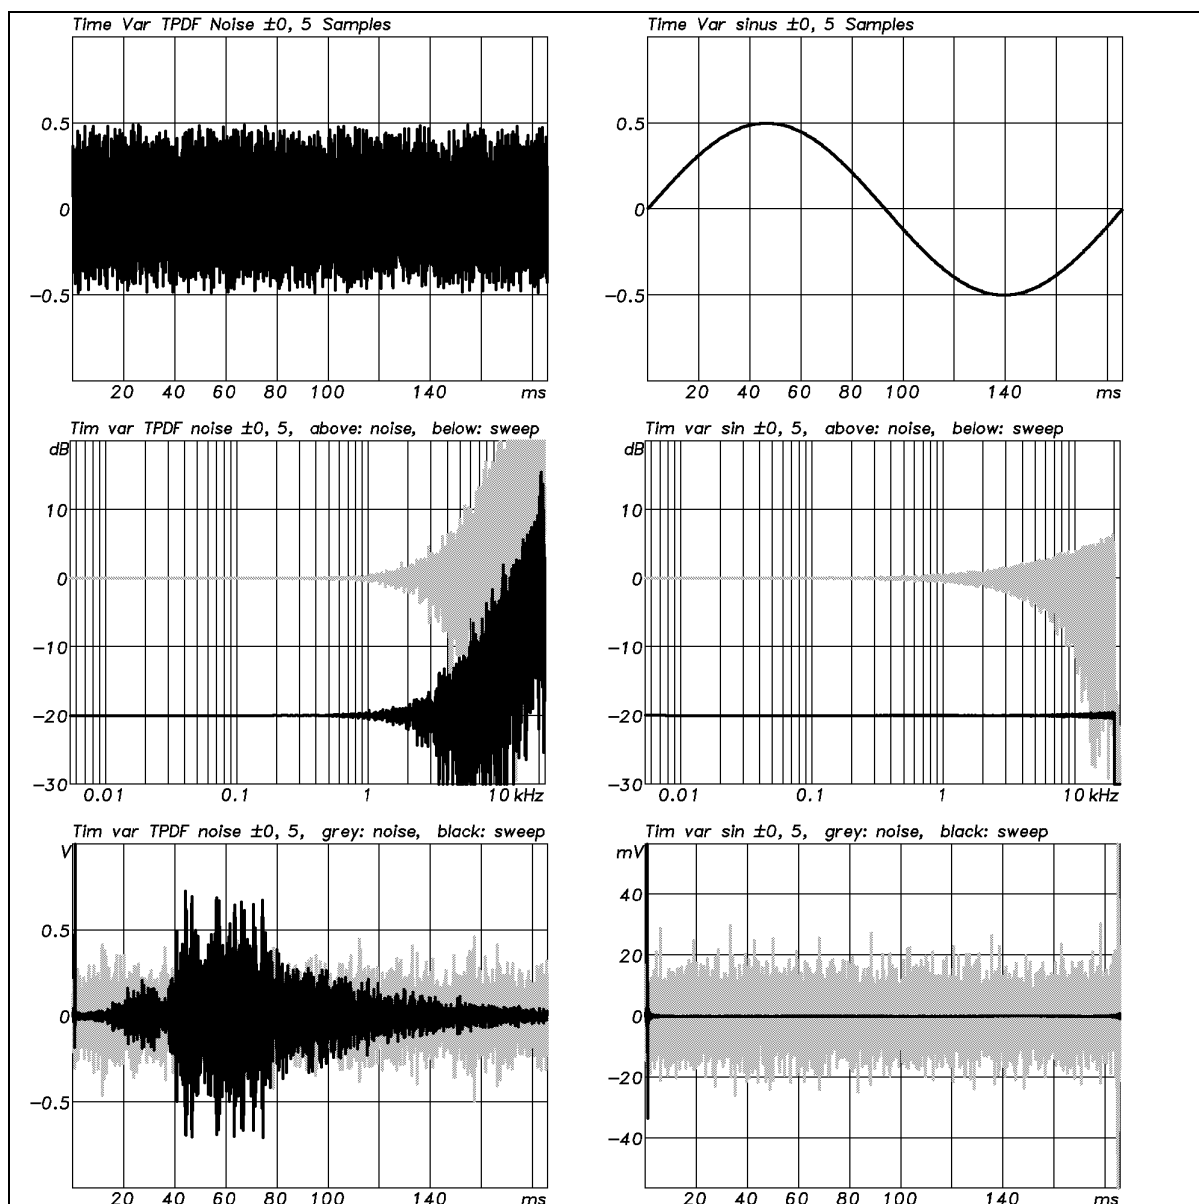 Time Var TPDF Noise ±0, 5 Samples
0.5
0
−0.5
20 40 60 80 100 140 ms
Time Var sinus ±0, 5 Samples
0.5
0
−0.5
20 40 60 80 100 140 ms
Tim var TPDF noise ±0, 5, above: noise, below: sweep
dB
10
0
−10
−20
−30
0.01 0.1 1 10 kHz
Tim var sin ±0, 5, above: noise, below: sweep
dB
10
0
−10
−20
−30
0.01 0.1 1 10 kHz
Tim var TPDF noise ±0, 5, grey: noise, black: sweep
V
0.5
0
−0.5
20 40 60 80 100 140 ms
Tim var sin ±0, 5, grey: noise, black: sweep
mV
40
20
0
−20
−40
20 40 60 80 100 140 ms